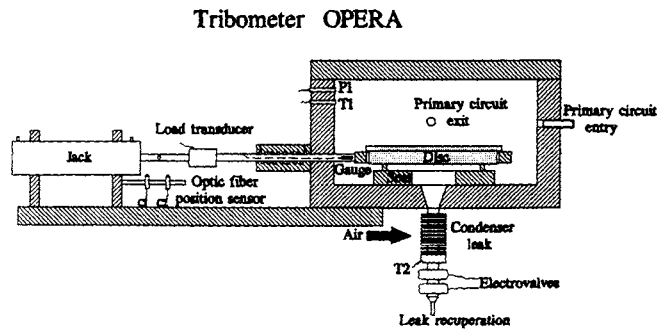 Tribometer OPERA
P1
T1
Primary circuit
exit
Primary circuit
entry
Load transducer
Jack
Disc
Gauge
Seat
Optic fiber
position sensor
Air
Condenser
leak
T2
Electrovalves
Leak recuperation